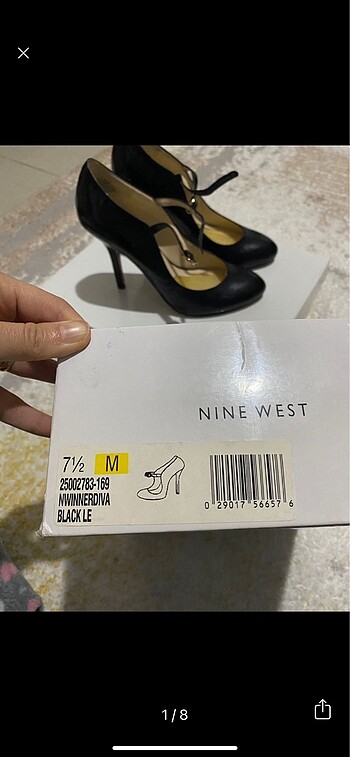 NINE WEST
7½ M
25002783-169
NWINNERDIVA
BLACK LE
0 29017 56657 6
1/8